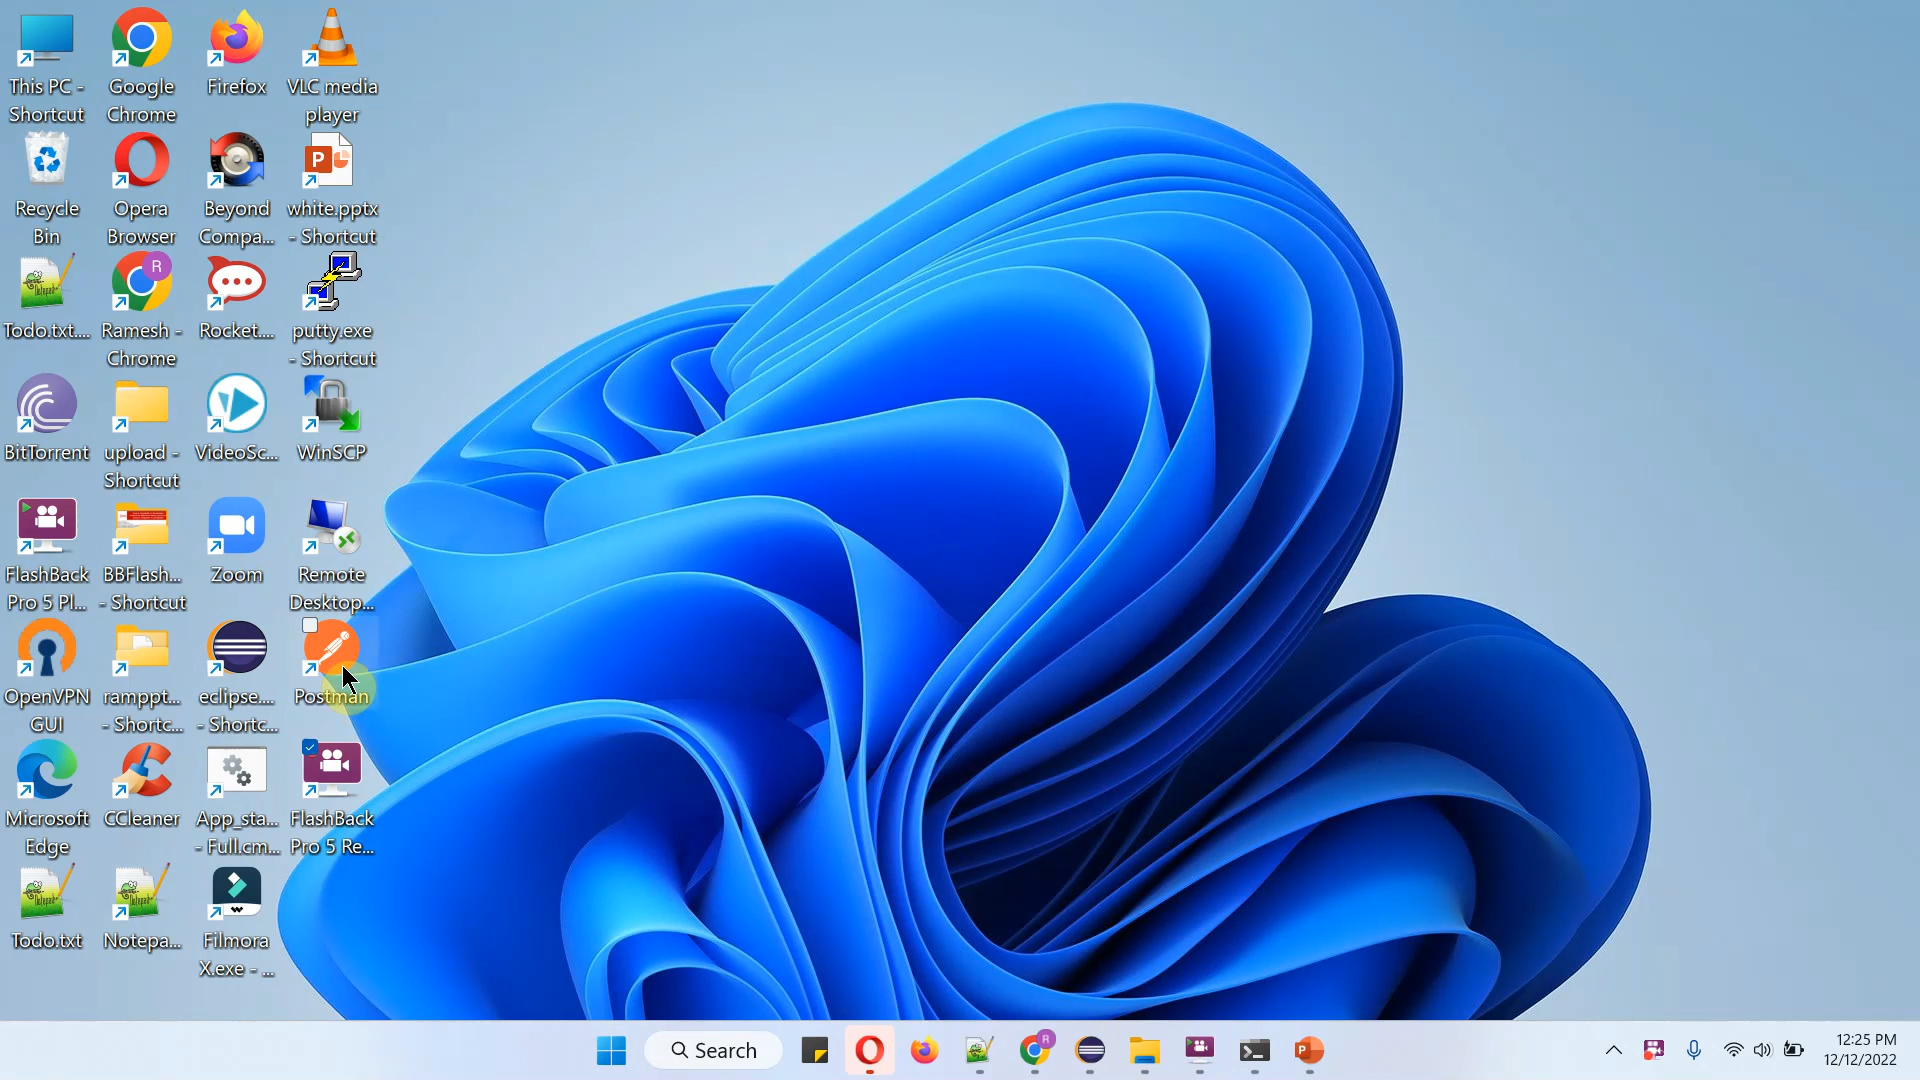 This PC -
Shortcut
Google
Chrome
Firefox
VLC media
player
Recycle
Bin
Opera
Browser
Beyond
Compa...
white.pptx
- Shortcut
Todo.txt....
Ramesh -
Chrome
Rocket....
putty.exe
- Shortcut
BitTorrent
upload -
Shortcut
VideoSc...
WinSCP
FlashBack
Pro 5 Pl...
BBFlash...
- Shortcut
Zoom
Remote
Desktop...
OpenVPN
GUI
ramppt...
- Shortc...
eclipse....
- Shortc...
Postman
Microsoft
Edge
CCleaner
App_sta...
- Full.cm...
FlashBack
Pro 5 Re...
Todo.txt
Notepa...
Filmora
X.exe - ...
Search
12:25 PM
12/12/2022